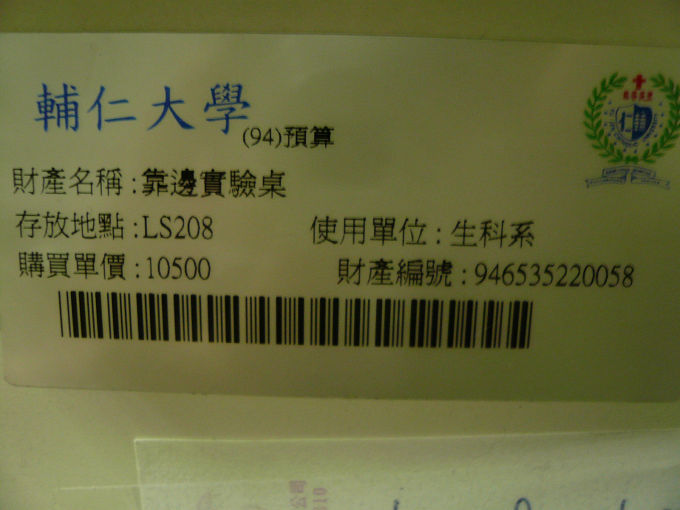 輔仁大學
(94)預算
財產名稱:靠邊實驗桌
存放地點:LS208 使用單位:生科系
購買單價:10500 財產編號:946535220058
公司